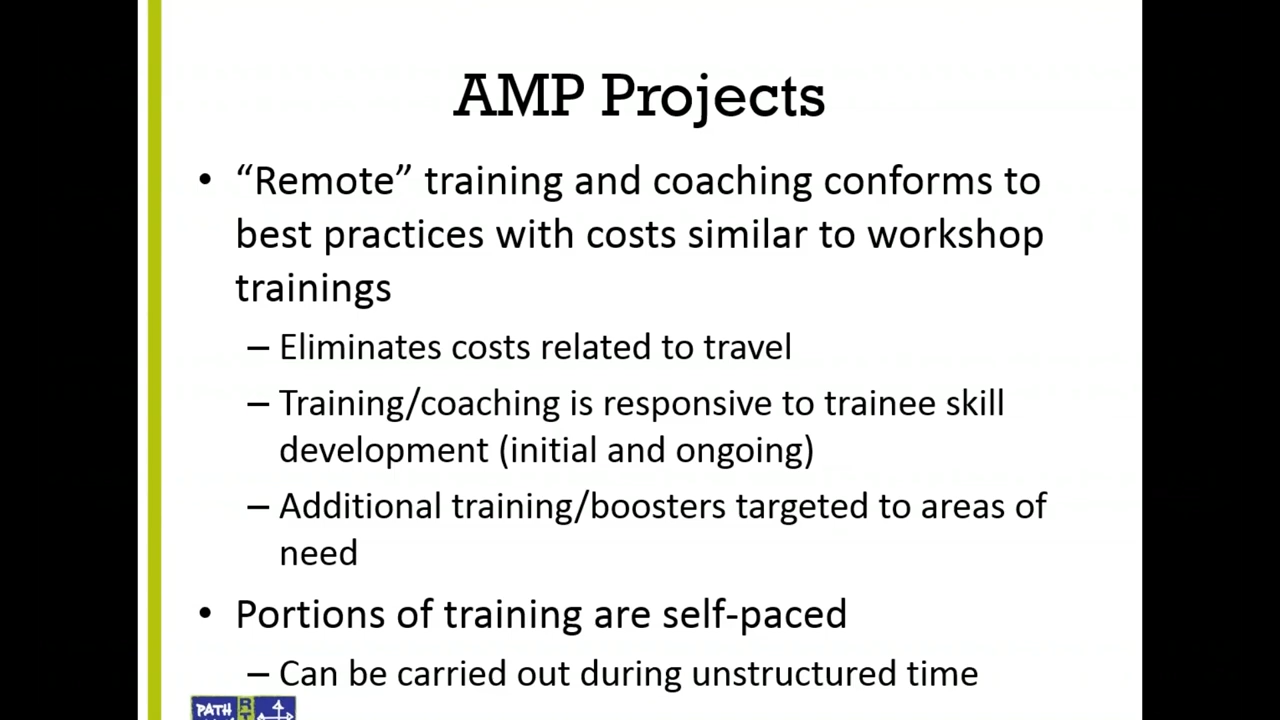 AMP Projects
• “Remote” training and coaching conforms to
best practices with costs similar to workshop
trainings
– Eliminates costs related to travel
– Training/coaching is responsive to trainee skill
development (initial and ongoing)
– Additional training/boosters targeted to areas of
need
• Portions of training are self-paced
– Can be carried out during unstructured time
PATH